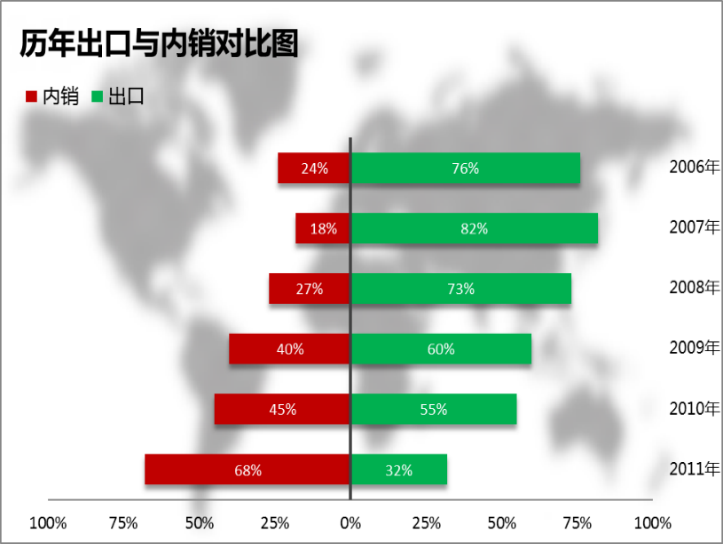 历年出口与内销对比图
内销 出口
24% 76% 2006年
18% 82% 2007年
27% 73% 2008年
40% 60% 2009年
45% 55% 2010年
68% 32% 2011年
100% 75% 50% 25% 0% 25% 50% 75% 100%